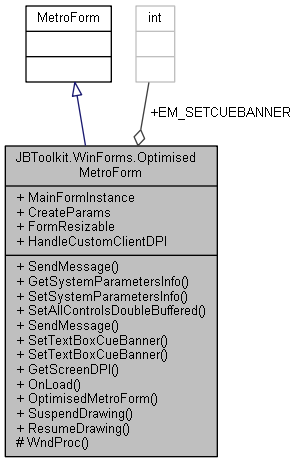 MetroForm
int
+EM_SETCUEBANNER
JBToolkit.WinForms.Optimised
MetroForm
+ MainFormInstance
+ CreateParams
+ FormResizable
+ HandleCustomClientDPI
+ SendMessage()
+ GetSystemParametersInfo()
+ SetSystemParametersInfo()
+ SetAllControlsDoubleBuffered()
+ SendMessage()
+ SetTextBoxCueBanner()
+ SetTextBoxCueBanner()
+ GetScreenDPI()
+ OnLoad()
+ OptimisedMetroForm()
+ SuspendDrawing()
+ ResumeDrawing()
# WndProc()